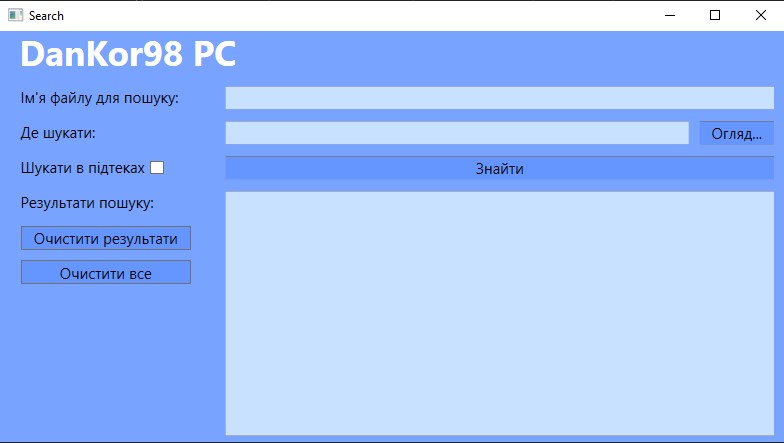 Search
DanKor98 PC
Ім'я файлу для пошуку:
Де шукати:
Огляд...
Шукати в підтеках
Знайти
Результати пошуку:
Очистити результати
Очистити все